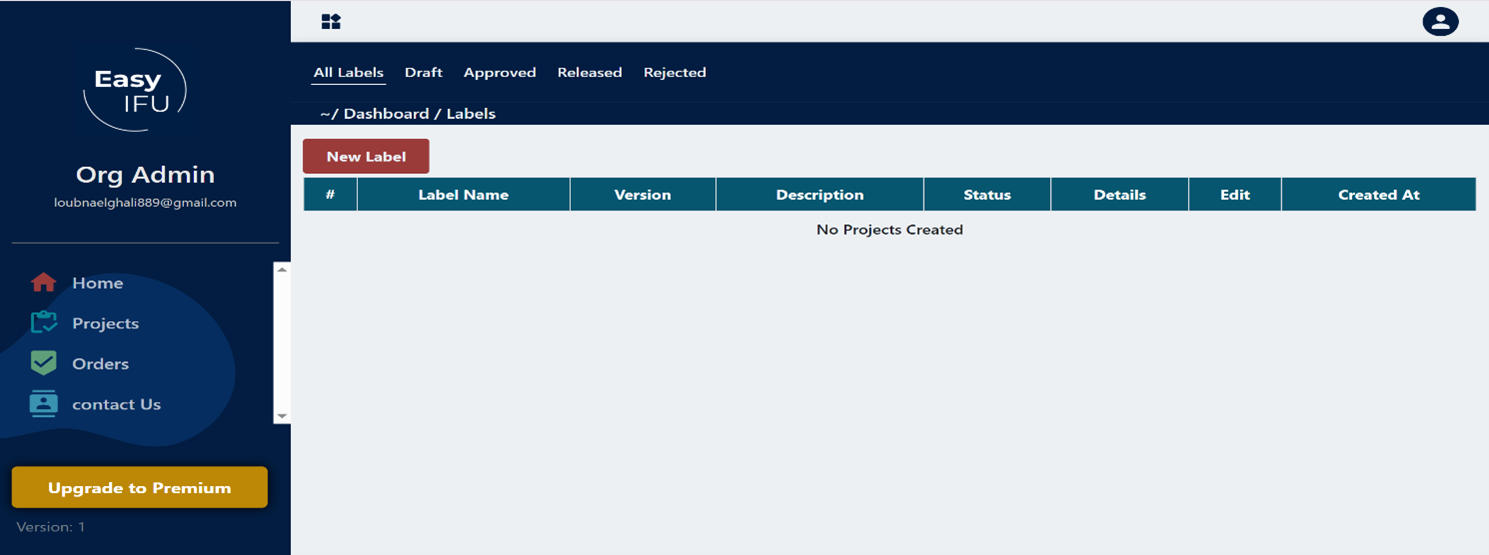 Easy
IFU
Org Admin
loubnaelghali889@gmail.com
Home
Projects
Orders
contact Us
Upgrade to Premium
Version: 1
All Labels Draft Approved Released Rejected
~/ Dashboard / Labels
New Label
# Label Name Version Description Status Details Edit Created At
No Projects Created